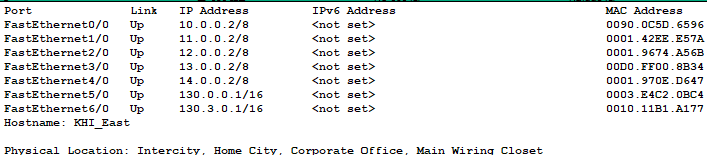 Port Link IP Address IPv6 Address MAC Address
FastEthernet0/0 Up 10.0.0.2/8 <not set> 0090.0C5D.6596
FastEthernet1/0 Up 11.0.0.2/8 <not set> 0001.42EE.E57A
FastEthernet2/0 Up 12.0.0.2/8 <not set> 0001.9674.A56B
FastEthernet3/0 Up 13.0.0.2/8 <not set> 00D0.FF00.8B34
FastEthernet4/0 Up 14.0.0.2/8 <not set> 0001.970E.D647
FastEthernet5/0 Up 130.0.0.1/16 <not set> 0003.E4C2.0BC4
FastEthernet6/0 Up 130.3.0.1/16 <not set> 0010.11B1.A177
Hostname: KHI_East
Physical Location: Intercity, Home City, Corporate Office, Main Wiring Closet